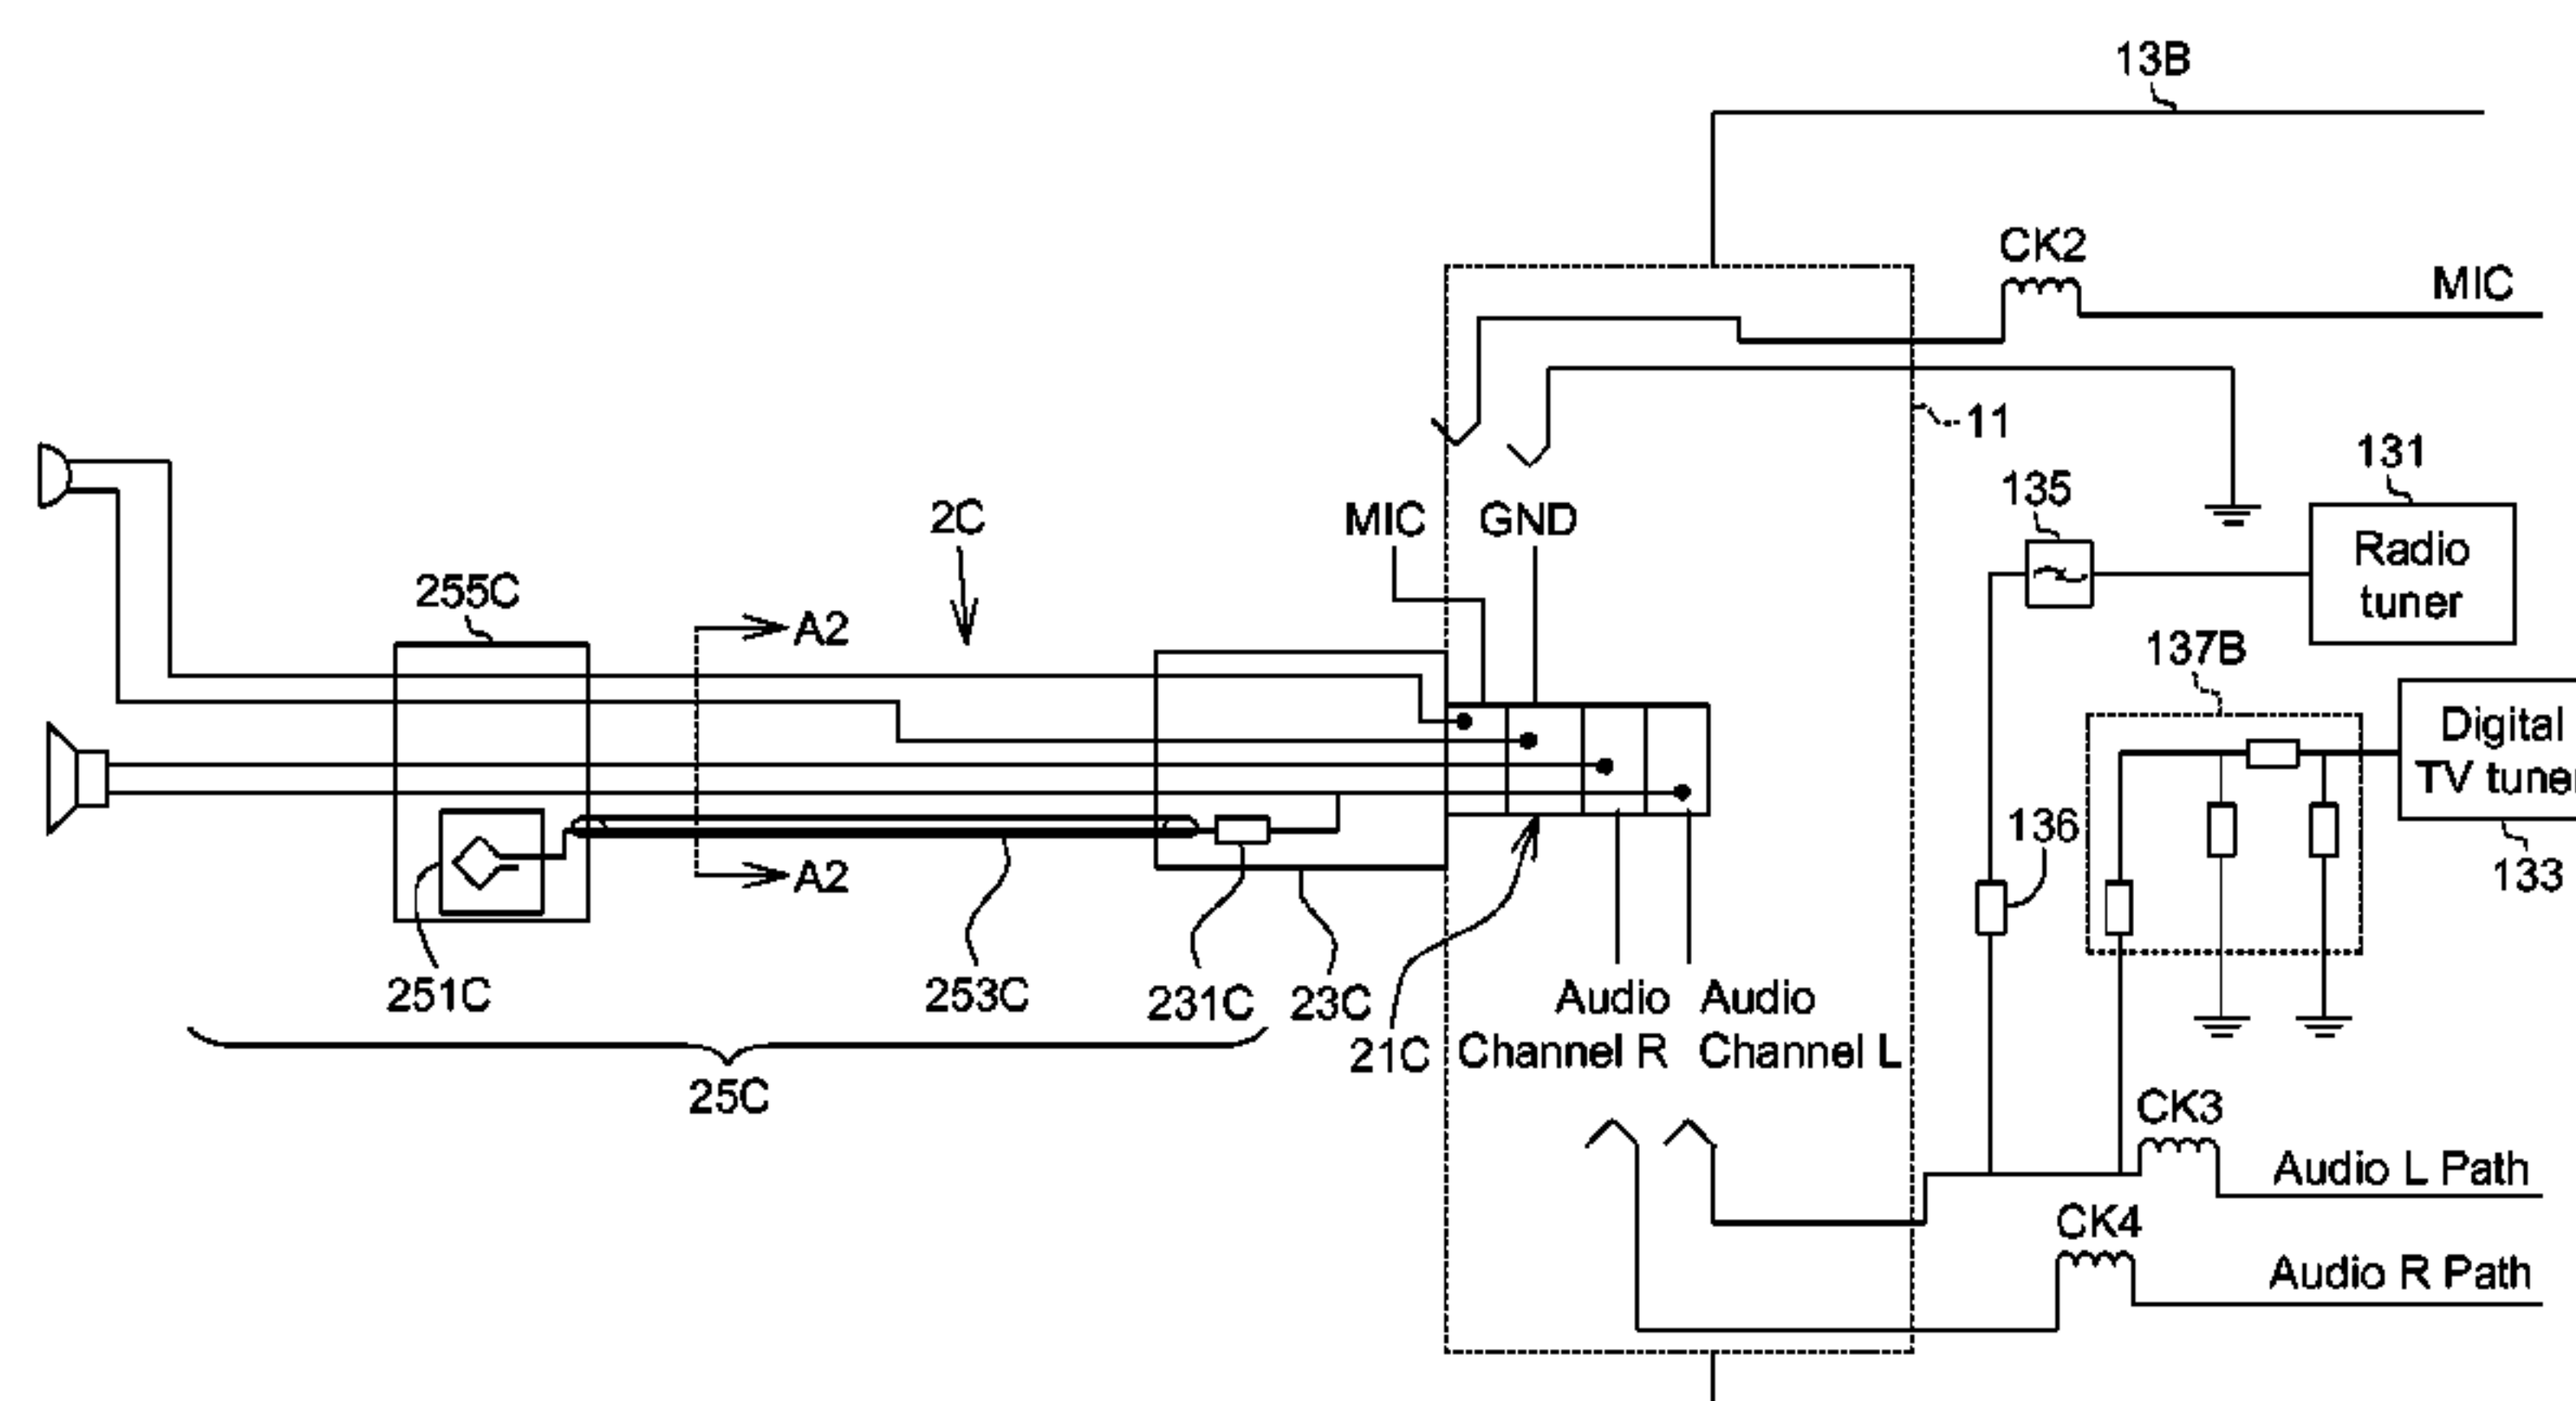 13B
CK2
MIC
11
131
135
Radio
tuner
2C
MIC
GND
255C
A2
137B
Digital
TV tuner
136
133
A2
251C
253C
231C
23C
21C
Audio
Channel R
Audio
Channel L
25C
CK3
Audio L Path
CK4
Audio R Path